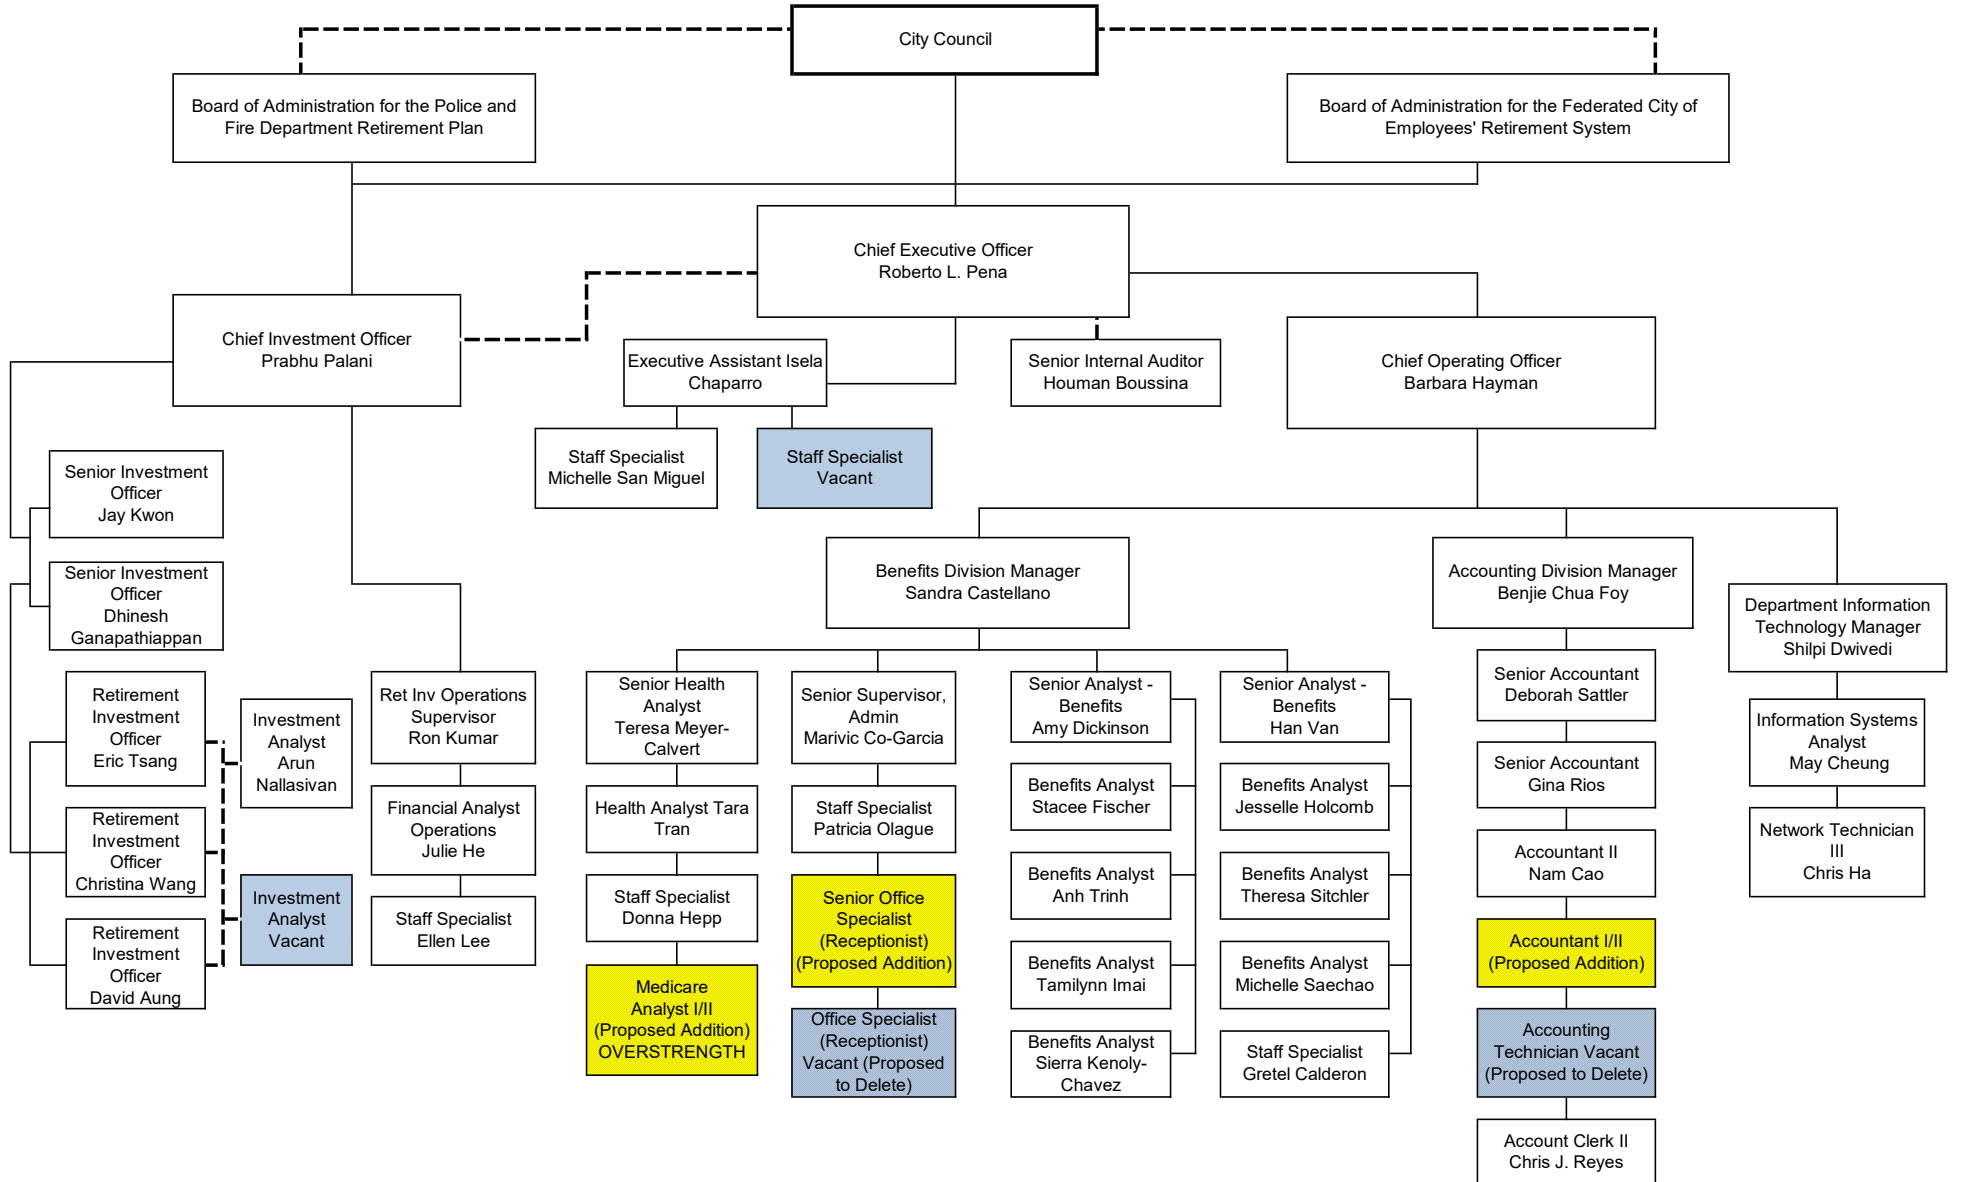 City Council
Board of Administration for the Police and
Fire Department Retirement Plan
Board of Administration for the Federated City of
Employees' Retirement System
Chief Executive Officer
Roberto L. Pena
Chief Investment Officer
Prabhu Palani
Executive Assistant Isela
Chaparro
Senior Internal Auditor
Houman Boussina
Chief Operating Officer
Barbara Hayman
Staff Specialist
Michelle San Miguel
Staff Specialist
Vacant
Senior Investment
Officer
Jay Kwon
Senior Investment
Officer
Dhinesh
Ganapathiappan
Retirement
Investment
Officer
Eric Tsang
Retirement
Investment
Officer
Christina Wang
Retirement
Investment
Officer
David Aung
Investment
Analyst
Arun
Nallasivan
Investment
Analyst
Vacant
Ret Inv Operations
Supervisor
Ron Kumar
Financial Analyst
Operations
Julie He
Staff Specialist
Ellen Lee
Benefits Division Manager
Sandra Castellano
Senior Health
Analyst
Teresa Meyer-
Calvert
Health Analyst Tara
Tran
Staff Specialist
Donna Hepp
Medicare
Analyst I/II
(Proposed Addition)
OVERSTRENGTH
Senior Supervisor,
Admin
Marivic Co-Garcia
Staff Specialist
Patricia Olague
Senior Office
Specialist
(Receptionist)
(Proposed Addition)
Office Specialist
(Receptionist)
Vacant (Proposed
to Delete)
Senior Analyst -
Benefits
Amy Dickinson
Benefits Analyst
Stacee Fischer
Benefits Analyst
Anh Trinh
Benefits Analyst
Tamilynn Imai
Benefits Analyst
Sierra Kenoly-
Chavez
Senior Analyst -
Benefits
Han Van
Benefits Analyst
Jesselle Holcomb
Benefits Analyst
Theresa Sitchler
Benefits Analyst
Michelle Saechao
Staff Specialist
Gretel Calderon
Accounting Division Manager
Benjie Chua Foy
Senior Accountant
Deborah Sattler
Senior Accountant
Gina Rios
Accountant II
Nam Cao
Accountant I/II
(Proposed Addition)
Accounting
Technician Vacant
(Proposed to Delete)
Account Clerk II
Chris J. Reyes
Department Information
Technology Manager
Shilpi Dwivedi
Information Systems
Analyst
May Cheung
Network Technician
III
Chris Ha